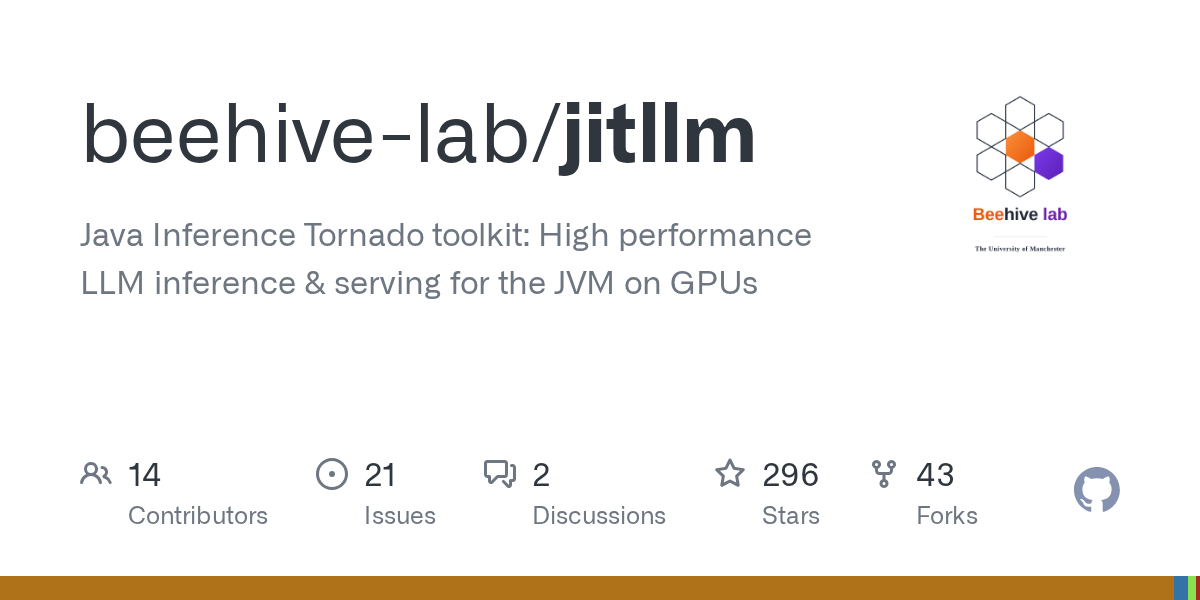 beehive-lab/jitllm
Java Inference Tornado toolkit: High performance
LLM inference & serving for the JVM on GPUs
Beehive lab
The University of Manchester
14
Contributors
21
Issues
2
Discussions
296
Stars
43
Forks